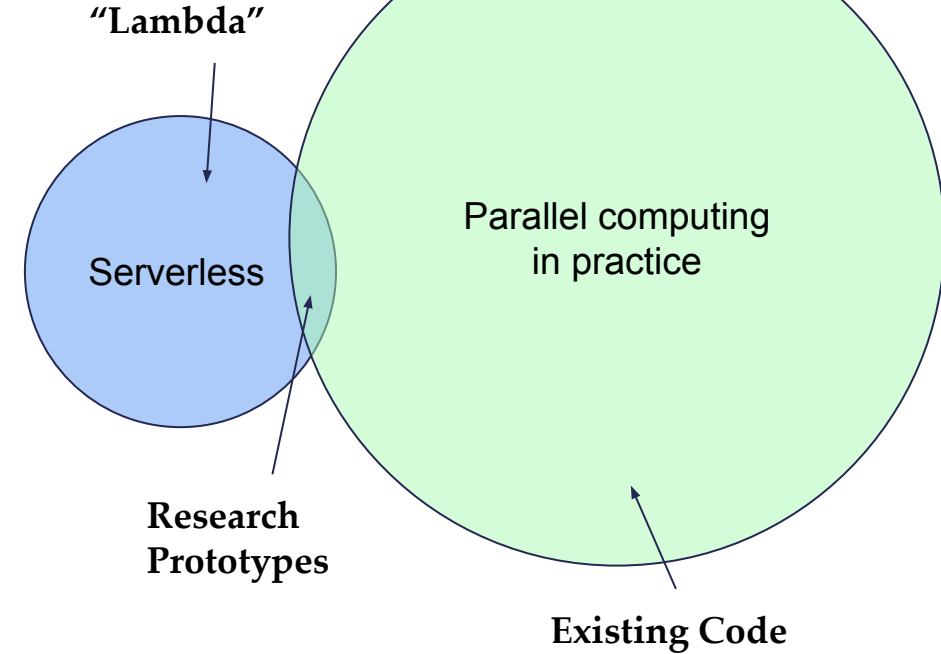 “Lambda”
Parallel computing
in practice
Serverless
Research
Prototypes
Existing Code